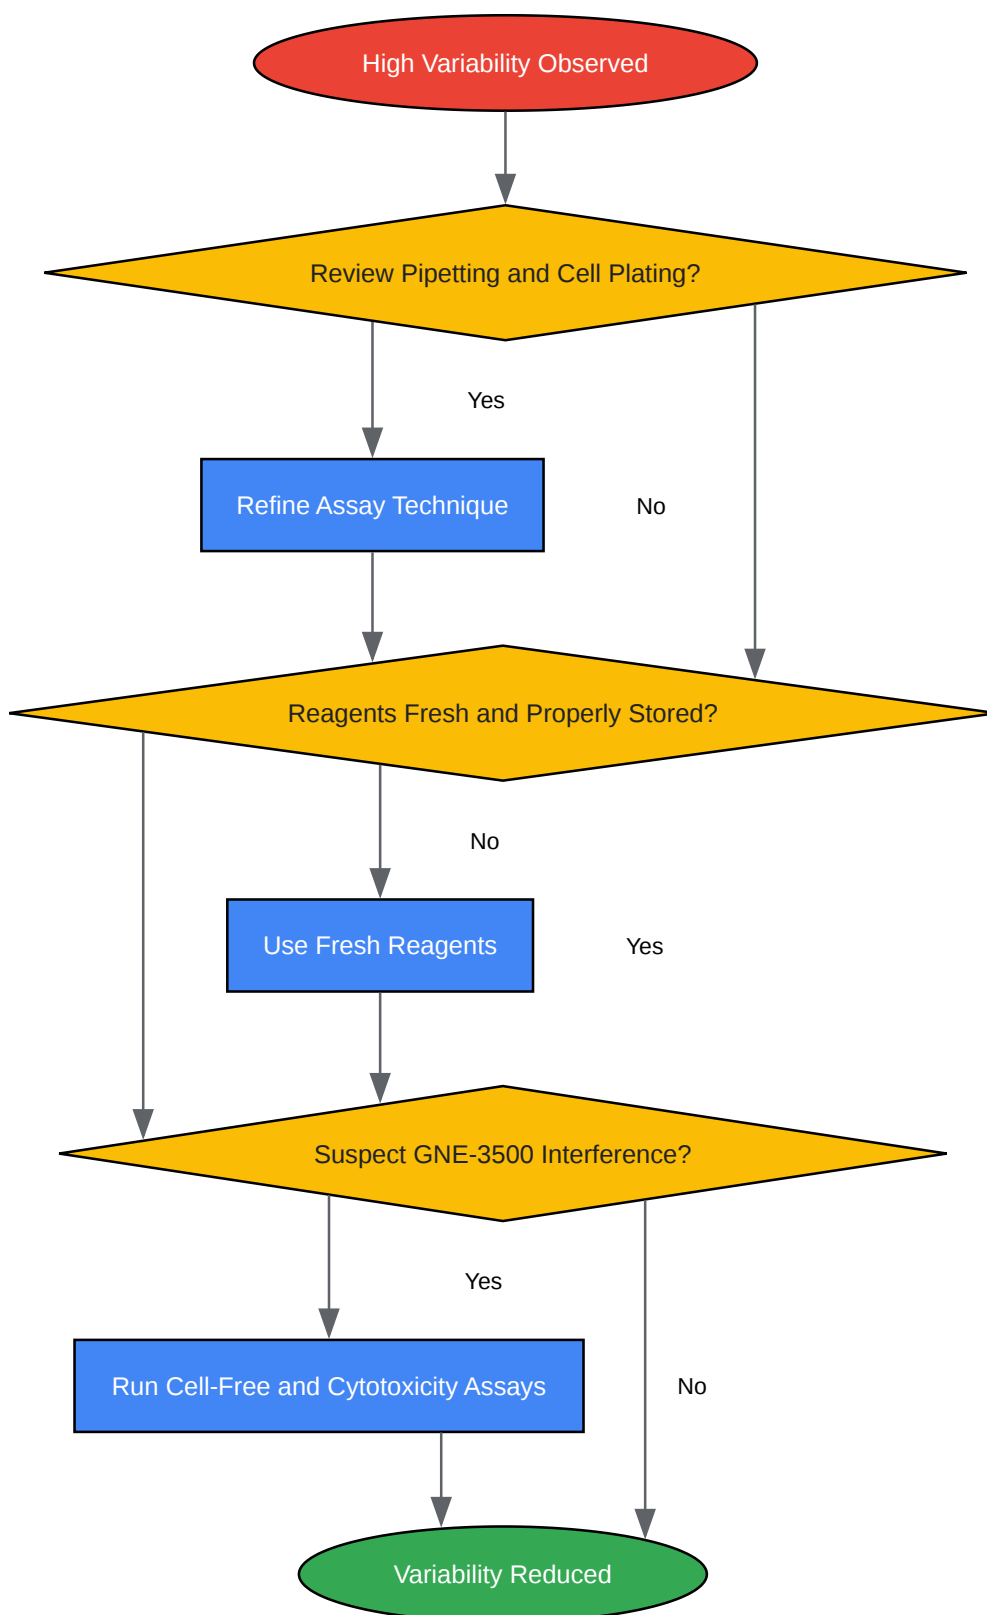 High Variability Observed
Review Pipetting and Cell Plating?
Yes
Refine Assay Technique
No
Reagents Fresh and Properly Stored?
No
Use Fresh Reagents
Yes
Suspect GNE-3500 Interference?
Yes
Run Cell-Free and Cytotoxicity Assays
No
Variability Reduced